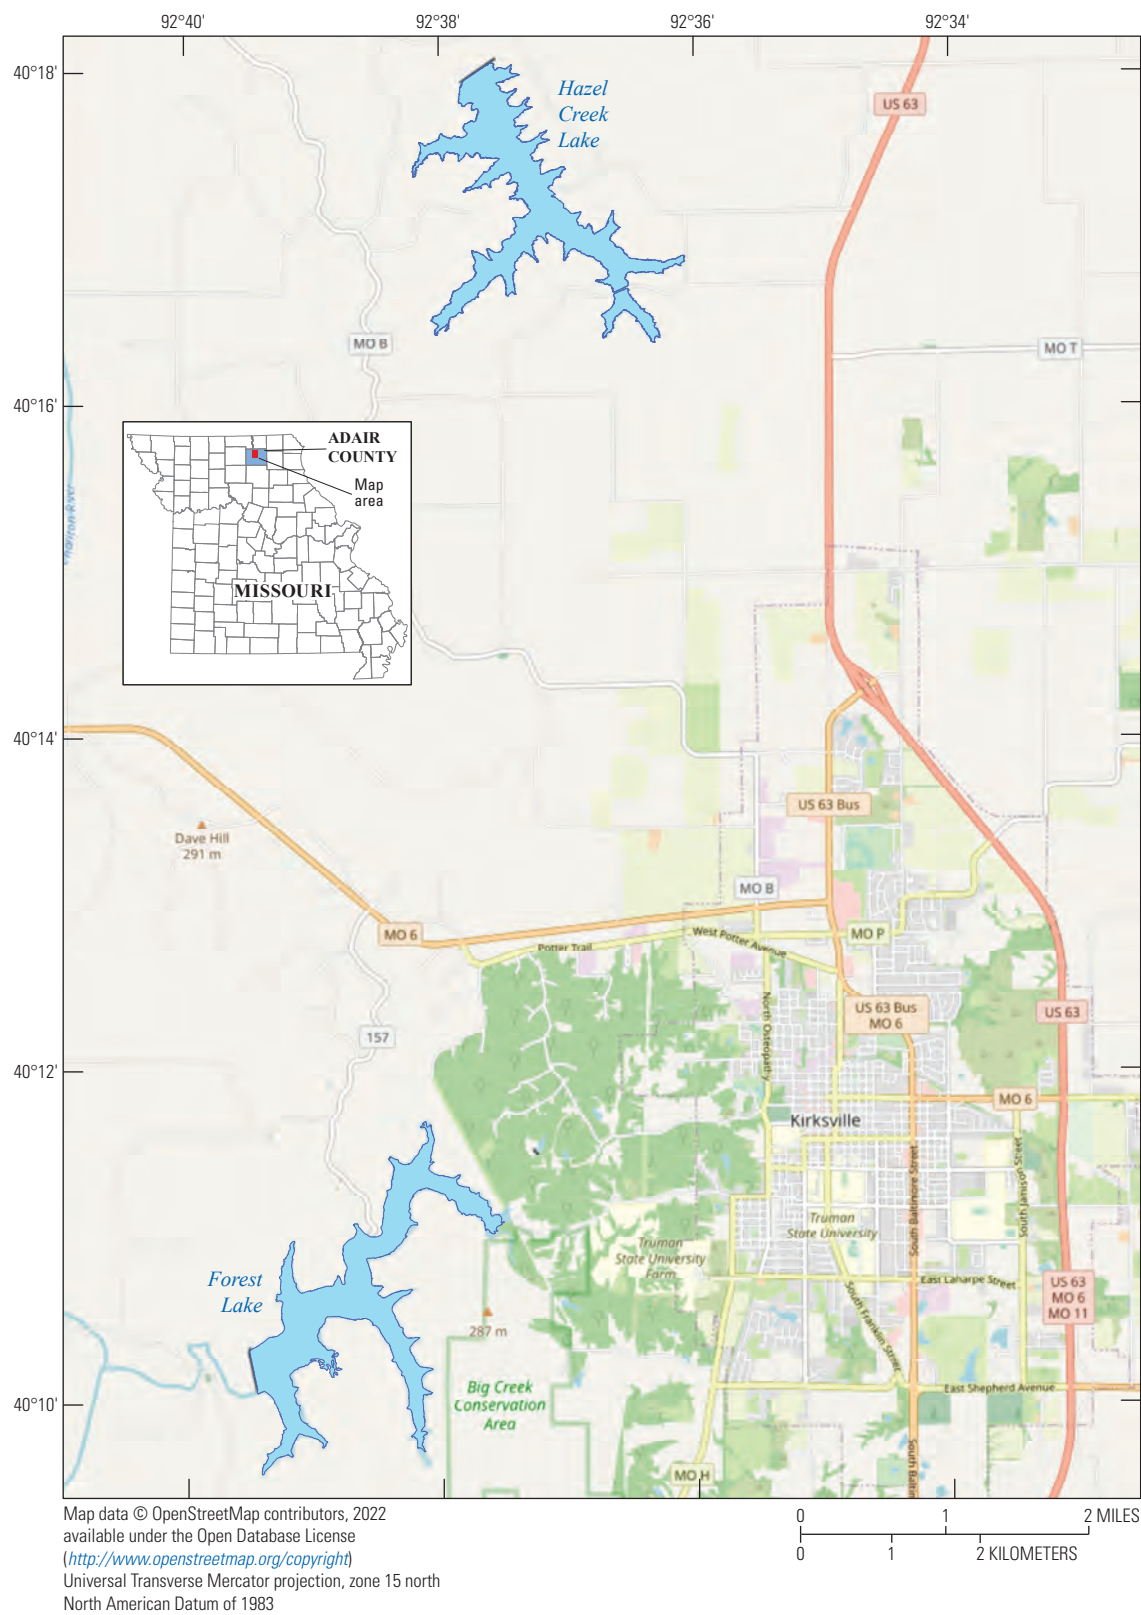 92°40'
92°38'
92°36'
92°34'
40°18'
Hazel
Creek
Lake
US 63
MO B
MO T
40°16'
ADAIR
COUNTY
Map
area
MISSOURI
Chariton River
40°14'
US 63 Bus
Dave Hill
291 m
MO B
MO 6
Potter Trail
West Potter Avenue
MO P
North Osteopathy
US 63 Bus
MO 6
US 63
157
40°12'
MO 6
Kirksville
South Baltimore Street
South Jamison Street
Truman
State University
Truman
State University
Farm
Forest
Lake
East Laharpe Street
US 63
MO 6
MO 11
287 m
South Franklin Street
Big Creek
Conservation
Area
East Shepherd Avenue
40°10'
MO H
South Baltin
Map data © OpenStreetMap contributors, 2022
available under the Open Database License
(http://www.openstreetmap.org/copyright)
Universal Transverse Mercator projection, zone 15 north
North American Datum of 1983
0 1 2 MILES
0 1 2 KILOMETERS